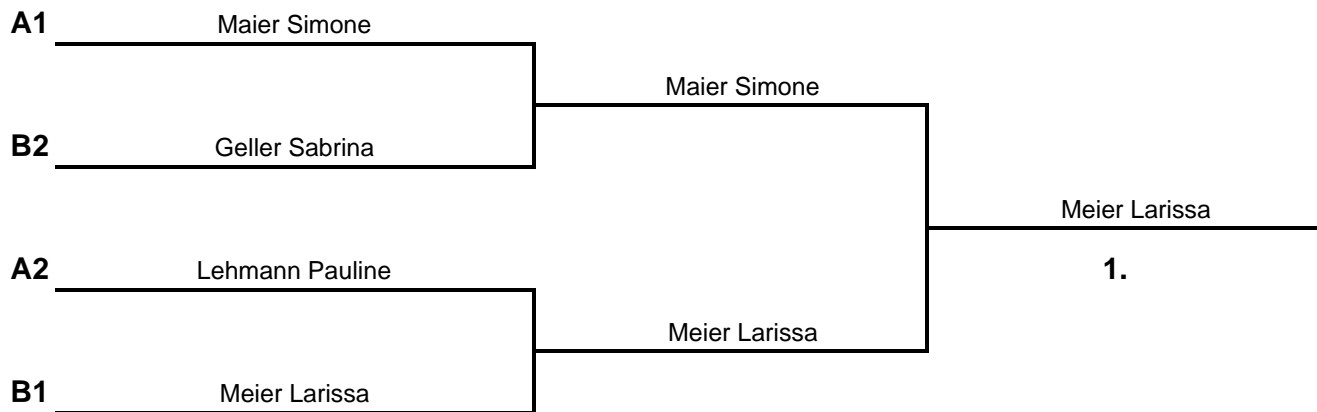 A1 Maier Simone
Maier Simone
B2 Geller Sabrina
Meier Larissa
A2 Lehmann Pauline
1.
Meier Larissa
B1 Meier Larissa